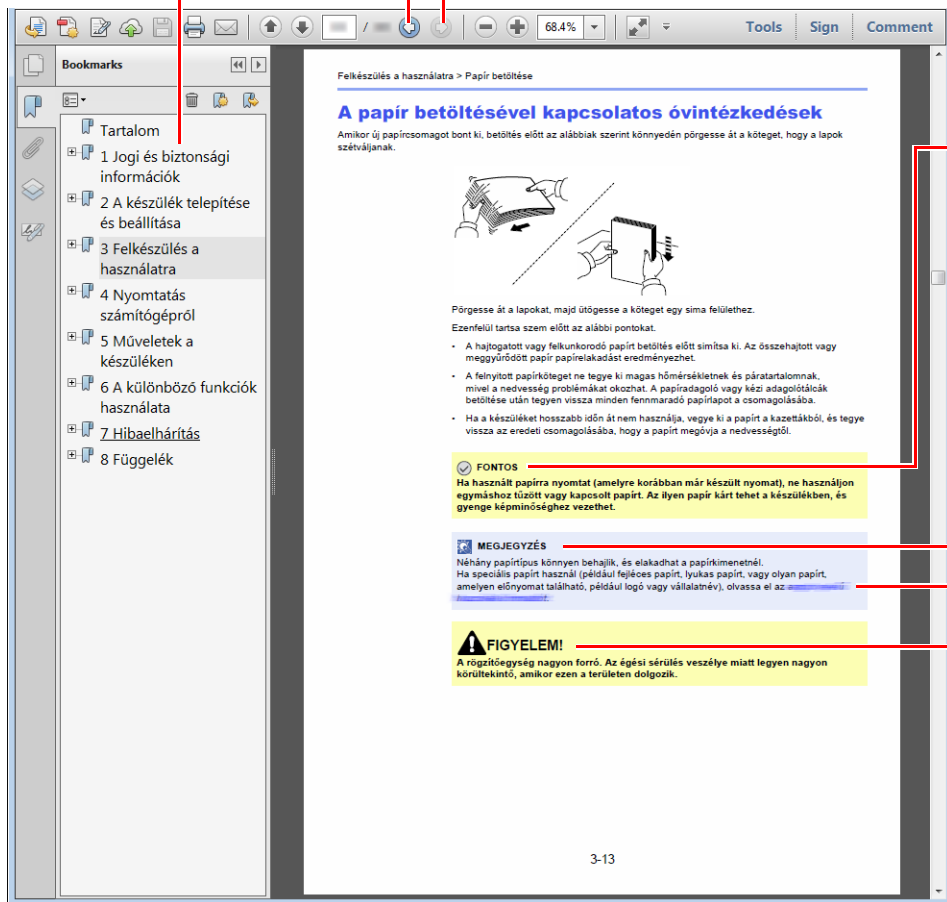 68.4%
Tools
Sign
Comment
Bookmarks
Tartalom
1 Jogi és biztonsági
információk
2 A készülék telepítése
és beállítása
3 Felkészülés a
használatra
4 Nyomtatás
számítógépről
5 Műveletek a
készüléken
6 A különböző funkciók
használata
7 Hibaelhárítás
8 Függelék
Felkészülés a használatra > Papír betöltése
A papír betöltésével kapcsolatos óvintézkedések
Amikor új papírcsomagot bont ki, betöltés előtt az alábbiak szerint könnyedén pörgesse át a köteget, hogy a lapok
szétváljanak.
Pörgesse át a lapokat, majd ütögesse a köteget egy sima felülethez.
Ezenfelül tartsa szem előtt az alábbi pontokat.
• A hajtogatott vagy felkunkorodó papírt betöltés előtt simítsa ki. Az összehajtott vagy
meggyűrődött papír papírelakadást eredményezhet.
• A felnyitott papírköteget ne tegye ki magas hőmérsékletnek és páratartalomnak,
mivel a nedvesség problémákat okozhat. A papíradagoló vagy kézi adagolótálcák
betöltése után tegyen vissza minden fennmaradó papírlapot a csomagolásába.
• Ha a készüléket hosszabb időn át nem használja, vegye ki a papírt a kazettákból, és tegye
vissza az eredeti csomagolásába, hogy a papírt megóvja a nedvességtől.
FONTOS
Ha használt papírra nyomtat (amelyre korábban már készült nyomat), ne használjon
egymáshoz tűzött vagy kapcsolt papírt. Az ilyen papír kárt tehet a készülékben, és
gyenge képminőséghez vezethet.
MEGJEGYZÉS
Néhány papírtípus könnyen behajlik, és elakadhat a papírkimenetnél.
Ha speciális papírt használ (például fejléces papírt, lyukas papírt, vagy olyan papírt,
amelyen előnyomat található, például logó vagy vállalatnév), olvassa el az
FIGYELEM!
A rögzítőegység nagyon forró. Az égési sérülés veszélye miatt legyen nagyon
körültekintő, amikor ezen a területen dolgozik.
3-13